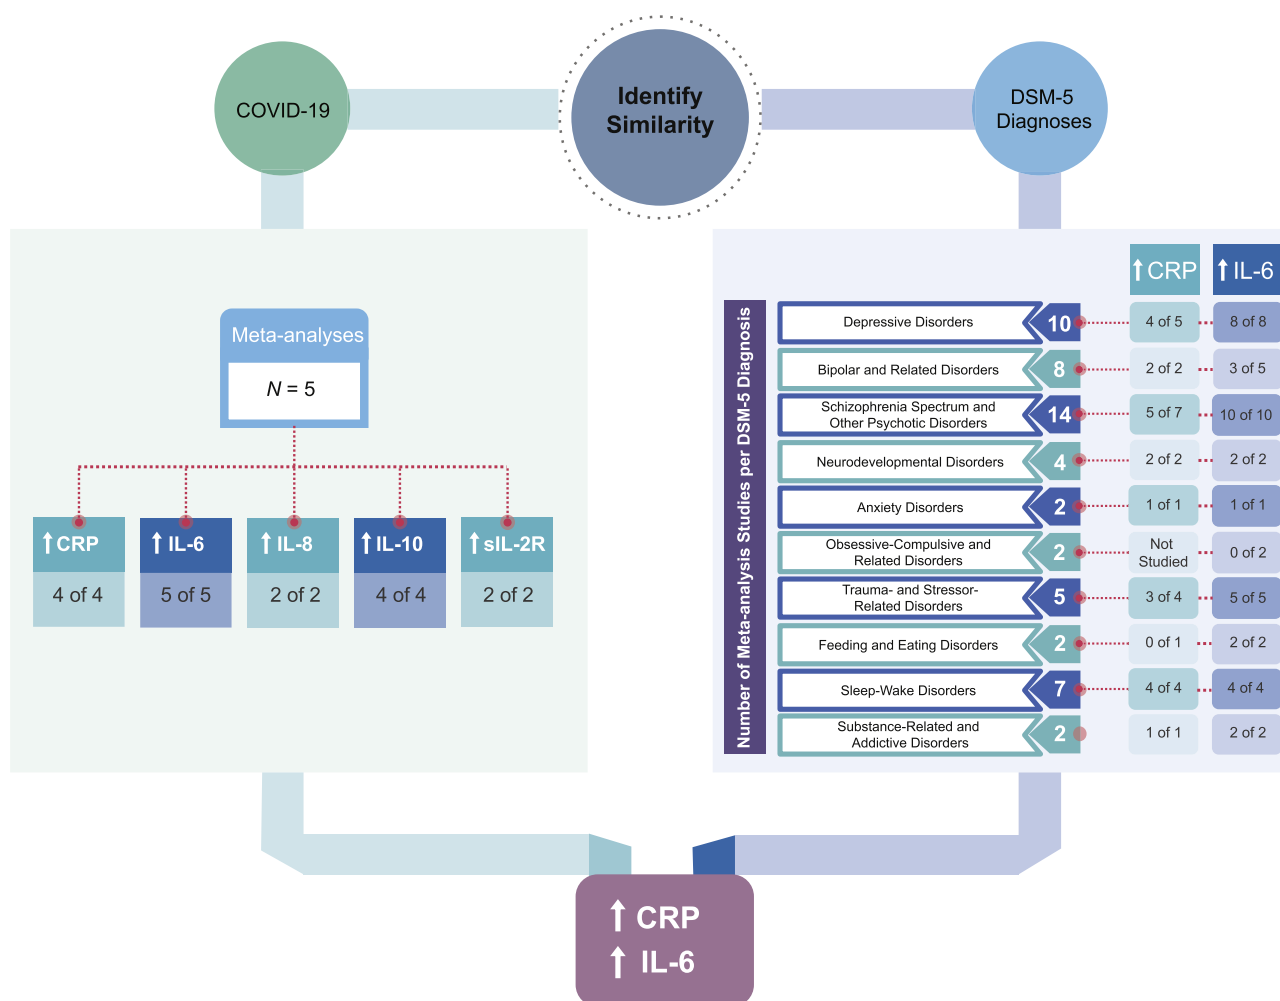 COVID-19
Identify
Similarity
DSM-5
Diagnoses
Meta-analyses
N = 5
↑ CRP
4 of 4
↑ IL-6
5 of 5
↑ IL-8
2 of 2
↑ IL-10
4 of 4
↑ sIL-2R
2 of 2
Number of Meta-analysis Studies per DSM-5 Diagnosis
↑ CRP
↑ IL-6
Depressive Disorders
10
4 of 5
8 of 8
Bipolar and Related Disorders
8
2 of 2
3 of 5
Schizophrenia Spectrum and
Other Psychotic Disorders
14
5 of 7
10 of 10
Neurodevelopmental Disorders
4
2 of 2
2 of 2
Anxiety Disorders
2
1 of 1
1 of 1
Obsessive-Compulsive and
Related Disorders
2
Not
Studied
0 of 2
Trauma- and Stressor-
Related Disorders
5
3 of 4
5 of 5
Feeding and Eating Disorders
2
0 of 1
2 of 2
Sleep-Wake Disorders
7
4 of 4
4 of 4
Substance-Related and
Addictive Disorders
2
1 of 1
2 of 2
↑ CRP
↑ IL-6